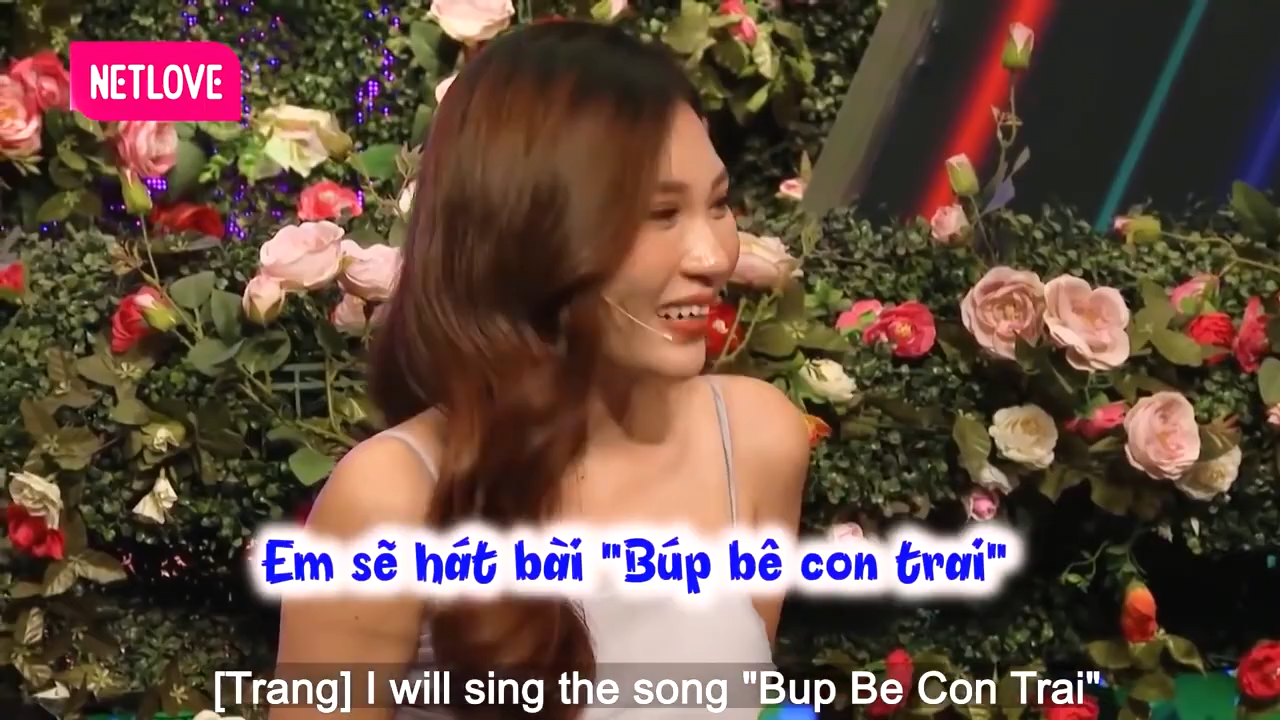 NETLOVE
Em sẽ hát bài "Búp bê con trai"
[Trang] I will sing the song "Bup Be Con Trai"